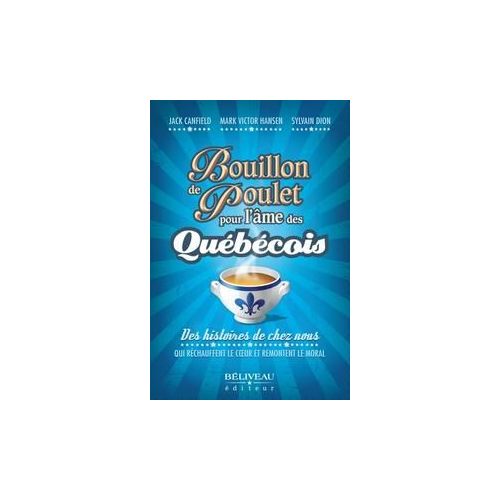 JACK CANFIELD MARK VICTOR HANSEN SYLVAIN DION
Bouillon
de Poulet
pour l'âme des
Québécois
Des histoires de chez nous
QUI RÉCHAUFFENT LE CŒUR ET REMONTENT LE MORAL
BÉLIVEAU
éditeur